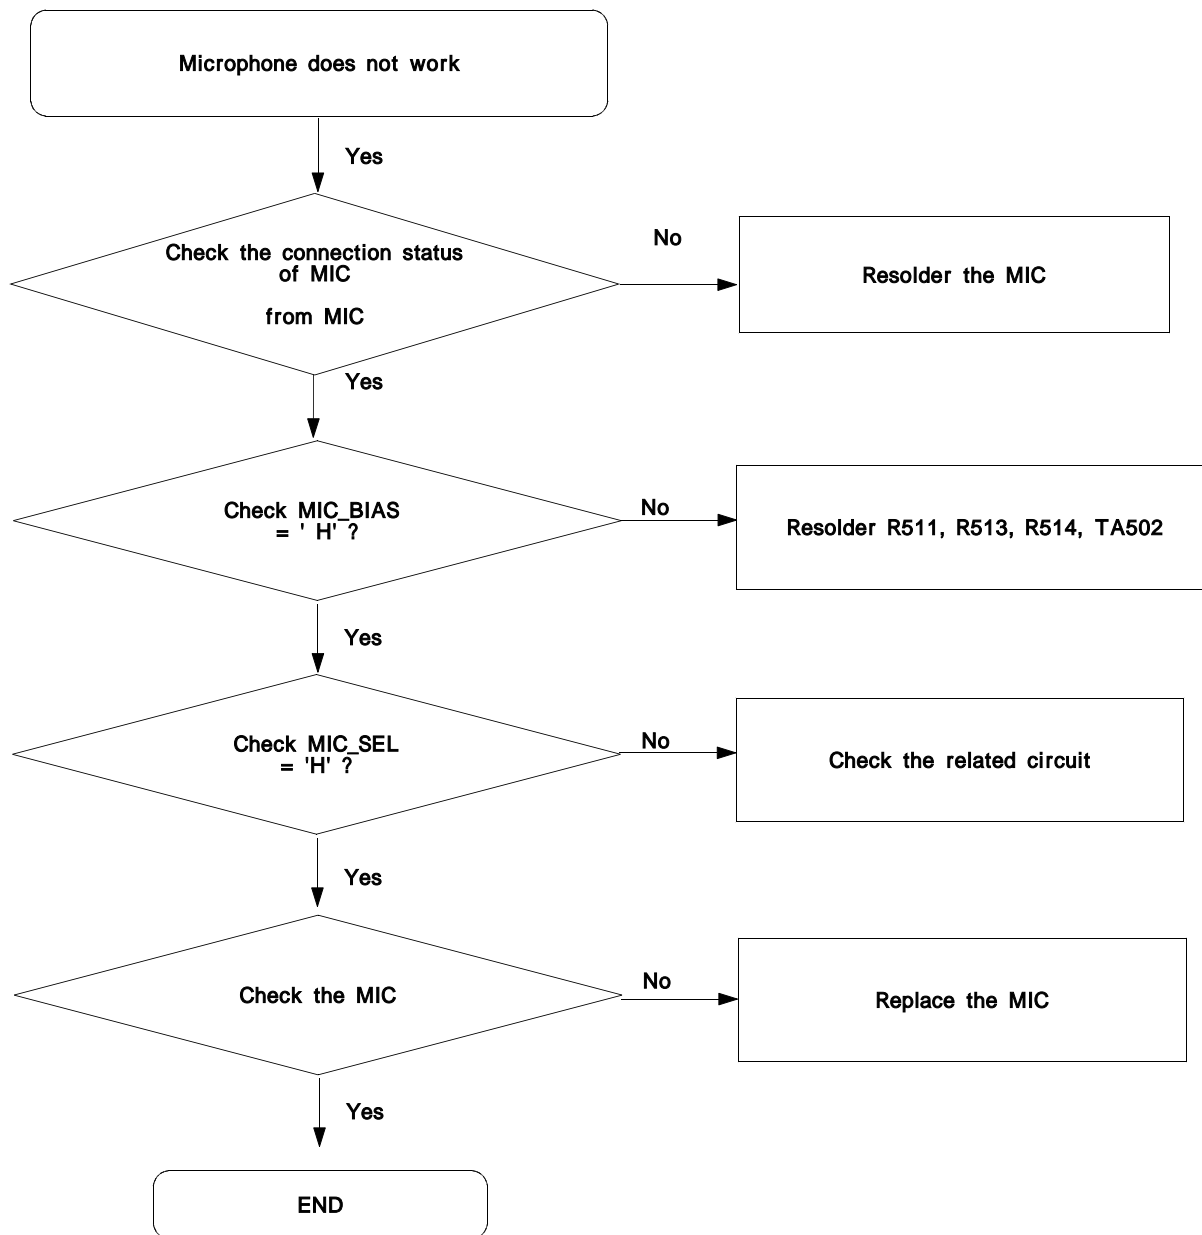 Microphone does not work
Yes
Check the connection status
of MIC
from MIC
No
Resolder the MIC
Yes
Check MIC_BIAS
= ' H' ?
No
Resolder R511, R513, R514, TA502
Yes
Check MIC_SEL
= 'H' ?
No
Check the related circuit
Yes
Check the MIC
No
Replace the MIC
Yes
END